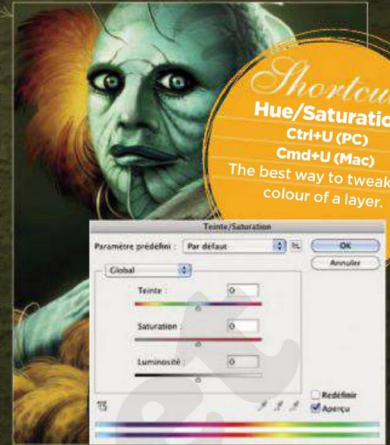 Hue/Saturatio
Ctrl+U (PC)
Cmd+U (Mac)
The best way to tweak
colour of a layer.
Teinte/Saturation
Paramètre prédéfini : Par défaut OK
Annuler
Global
Teinte : 0
Saturation : 0
Luminosité : 0
Redéfinir
Aperçu